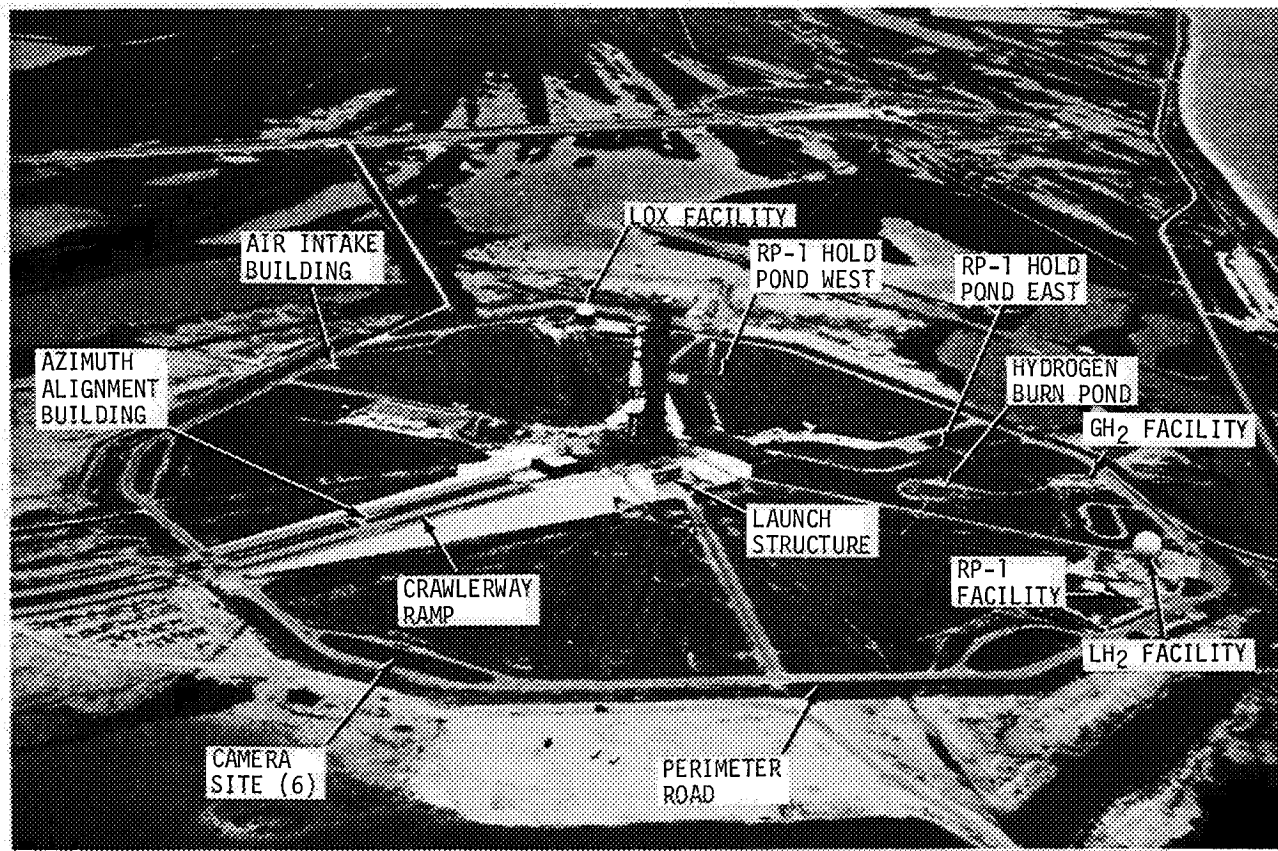 LOX FACILITY
AIR INTAKE
BUILDING
RP-1 HOLD
POND WEST
RP-1 HOLD
POND EAST
AZIMUTH
ALIGNMENT
BUILDING
HYDROGEN
BURN POND
GH₂ FACILITY
LAUNCH
STRUCTURE
CRAWLERWAY
RAMP
RP-1
FACILITY
LH₂ FACILITY
CAMERA
SITE (6)
PERIMETER
ROAD